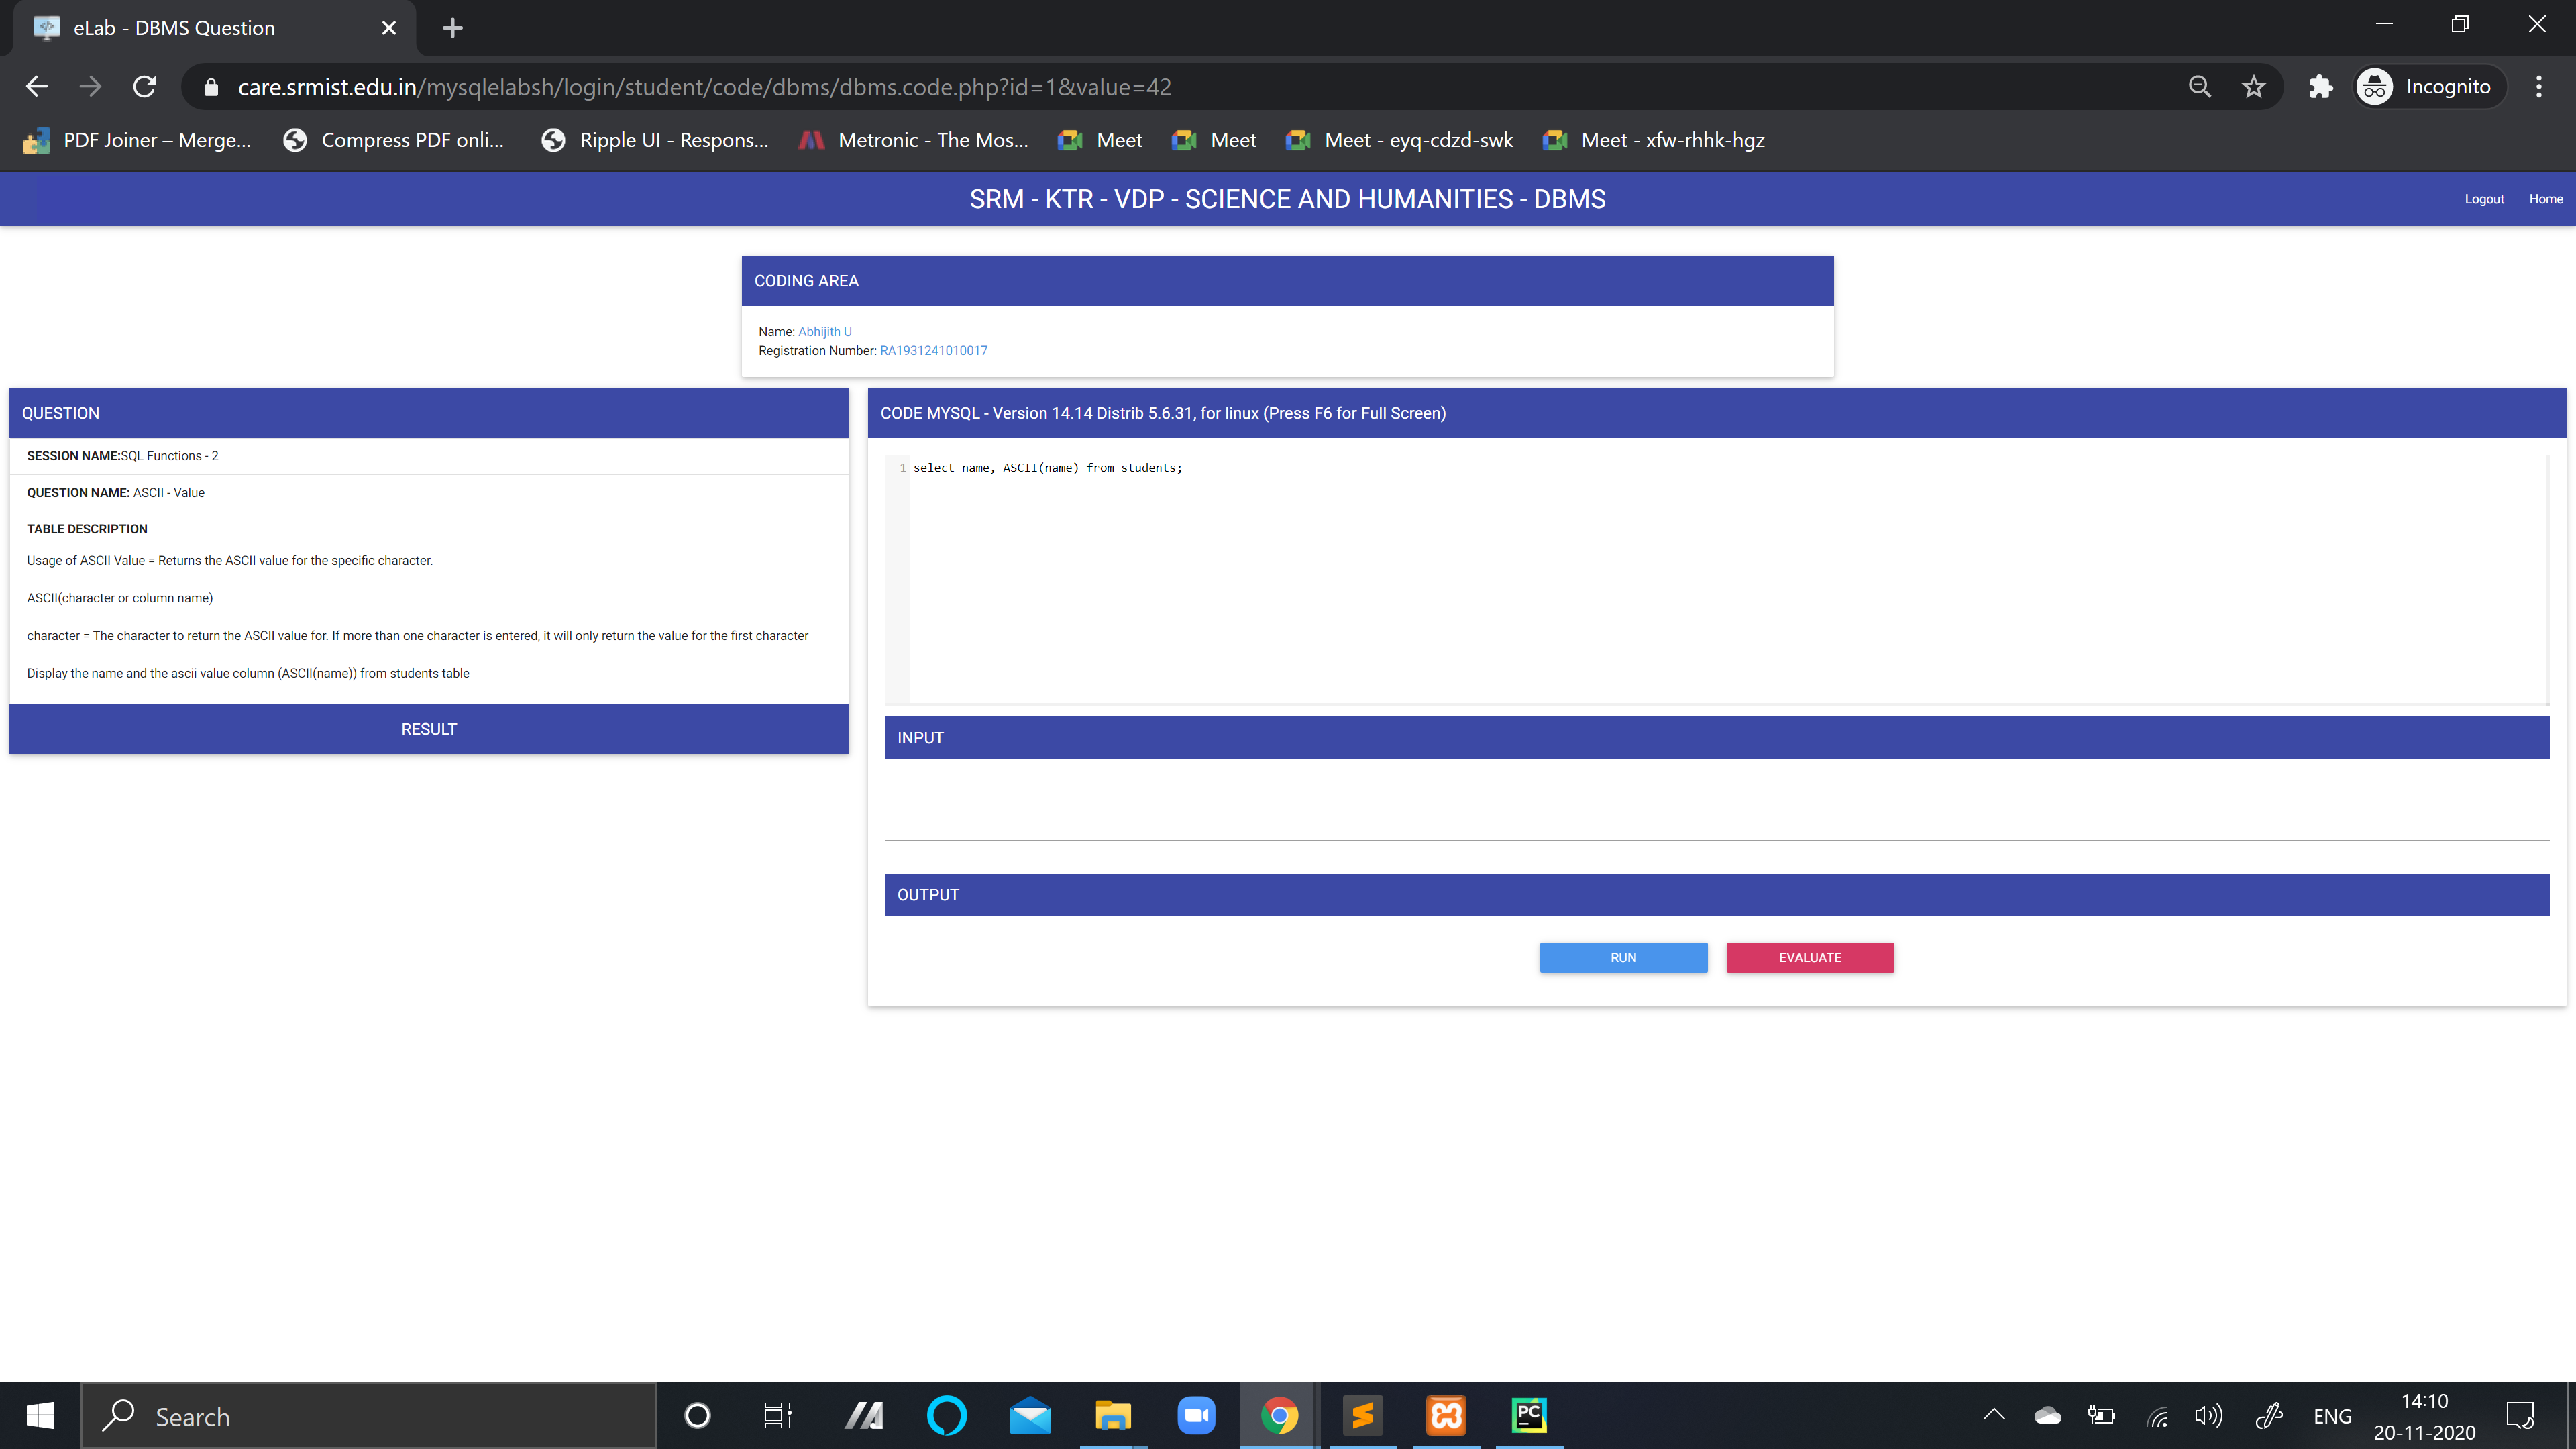 eLab - DBMS Question
care.srmist.edu.in/mysqlelabsh/login/student/code/dbms/dbms.code.php?id=1&value=42
Incognito
PDF Joiner – Merge...
Compress PDF onli...
Ripple UI - Respons...
Metronic - The Mos...
Meet
Meet
Meet - eyq-cdzd-swk
Meet - xfw-rhhk-hgz
SRM - KTR - VDP - SCIENCE AND HUMANITIES - DBMS
Logout
Home
CODING AREA
Name: Abhijith U
Registration Number: RA1931241010017
QUESTION
SESSION NAME:SQL Functions - 2
QUESTION NAME: ASCII - Value
TABLE DESCRIPTION
Usage of ASCII Value = Returns the ASCII value for the specific character.
ASCII(character or column name)
character = The character to return the ASCII value for. If more than one character is entered, it will only return the value for the first character
Display the name and the ascii value column (ASCII(name)) from students table
RESULT
CODE MYSQL - Version 14.14 Distrib 5.6.31, for linux (Press F6 for Full Screen)
1 select name, ASCII(name) from students;
INPUT
OUTPUT
RUN
EVALUATE
Search
PC
ENG
14:10
20-11-2020